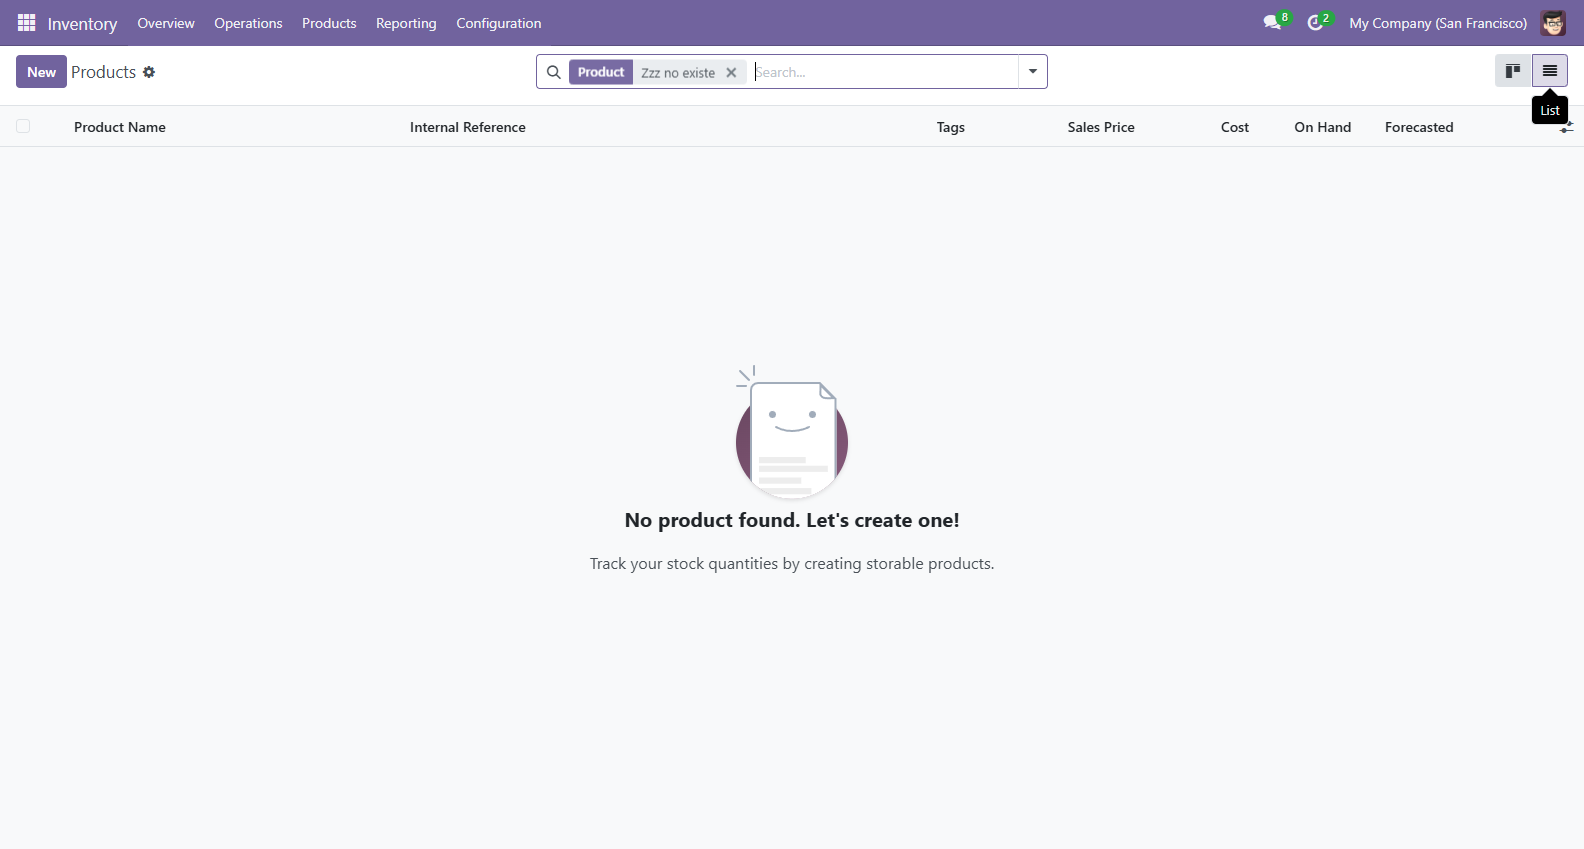 Inventory Overview Operations Products Reporting Configuration 8 2 My Company (San Francisco)
New Products Product Zzz no existe Search...
List
Product Name Internal Reference Tags Sales Price Cost On Hand Forecasted
No product found. Let's create one!
Track your stock quantities by creating storable products.